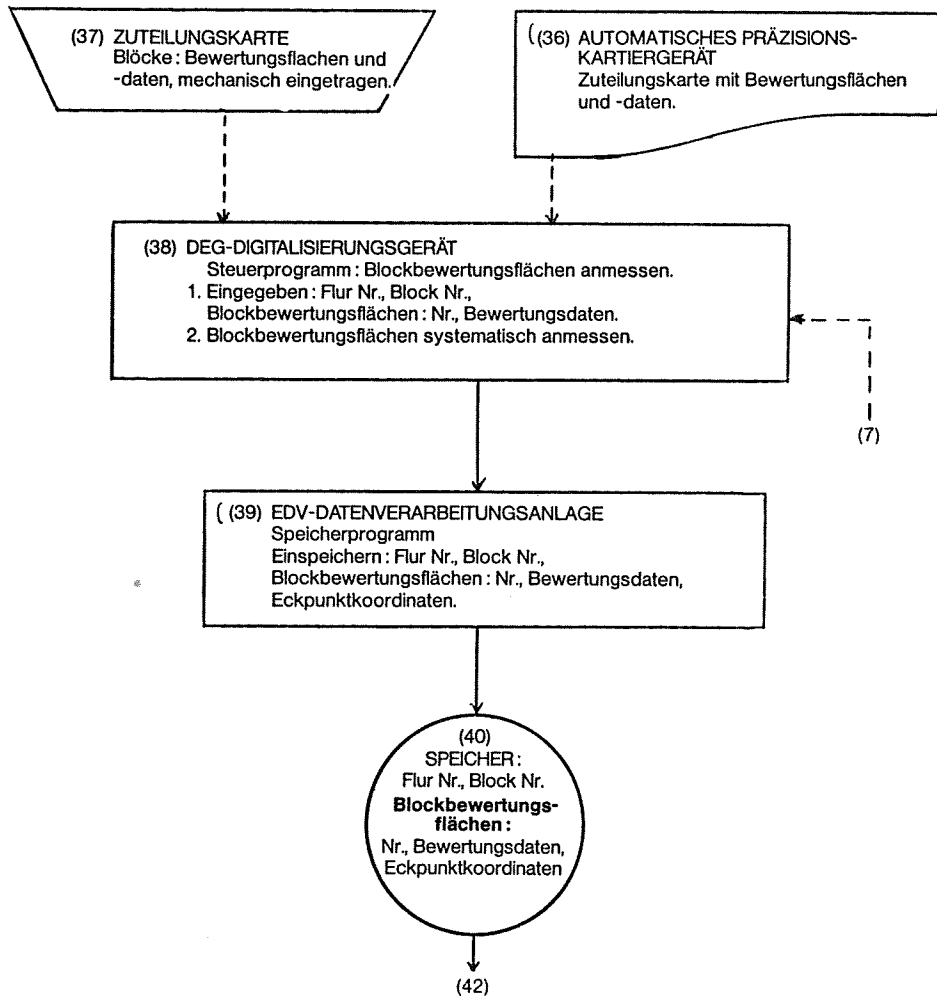 (37) ZUTEILUNGSKARTE
Blöcke : Bewertungsflachen und
-daten, mechanisch eingetragen.
((36) AUTOMATISCHES PRÄZISIONS-
KARTIERGERÄT
Zuteilungskarte mit Bewertungsflächen
und -daten.
(38) DEG-DIGITALISIERUNGSGERÄT
Steuerprogramm : Blockbewertungsflächen anmessen.
1. Eingegeben : Flur Nr., Block Nr.,
Blockbewertungsflächen : Nr., Bewertungsdaten.
2. Blockbewertungsflächen systematisch anmessen.
(7)
( (39) EDV-DATENVERARBEITUNGSANLAGE
Speicherprogramm
Einspeichern : Flur Nr., Block Nr.,
Blockbewertungsflächen : Nr., Bewertungsdaten,
Eckpunktkoordinaten.
(40)
SPEICHER :
Flur Nr., Block Nr.
Blockbewertungs-
flächen :
Nr., Bewertungsdaten,
Eckpunktkoordinaten
(42)